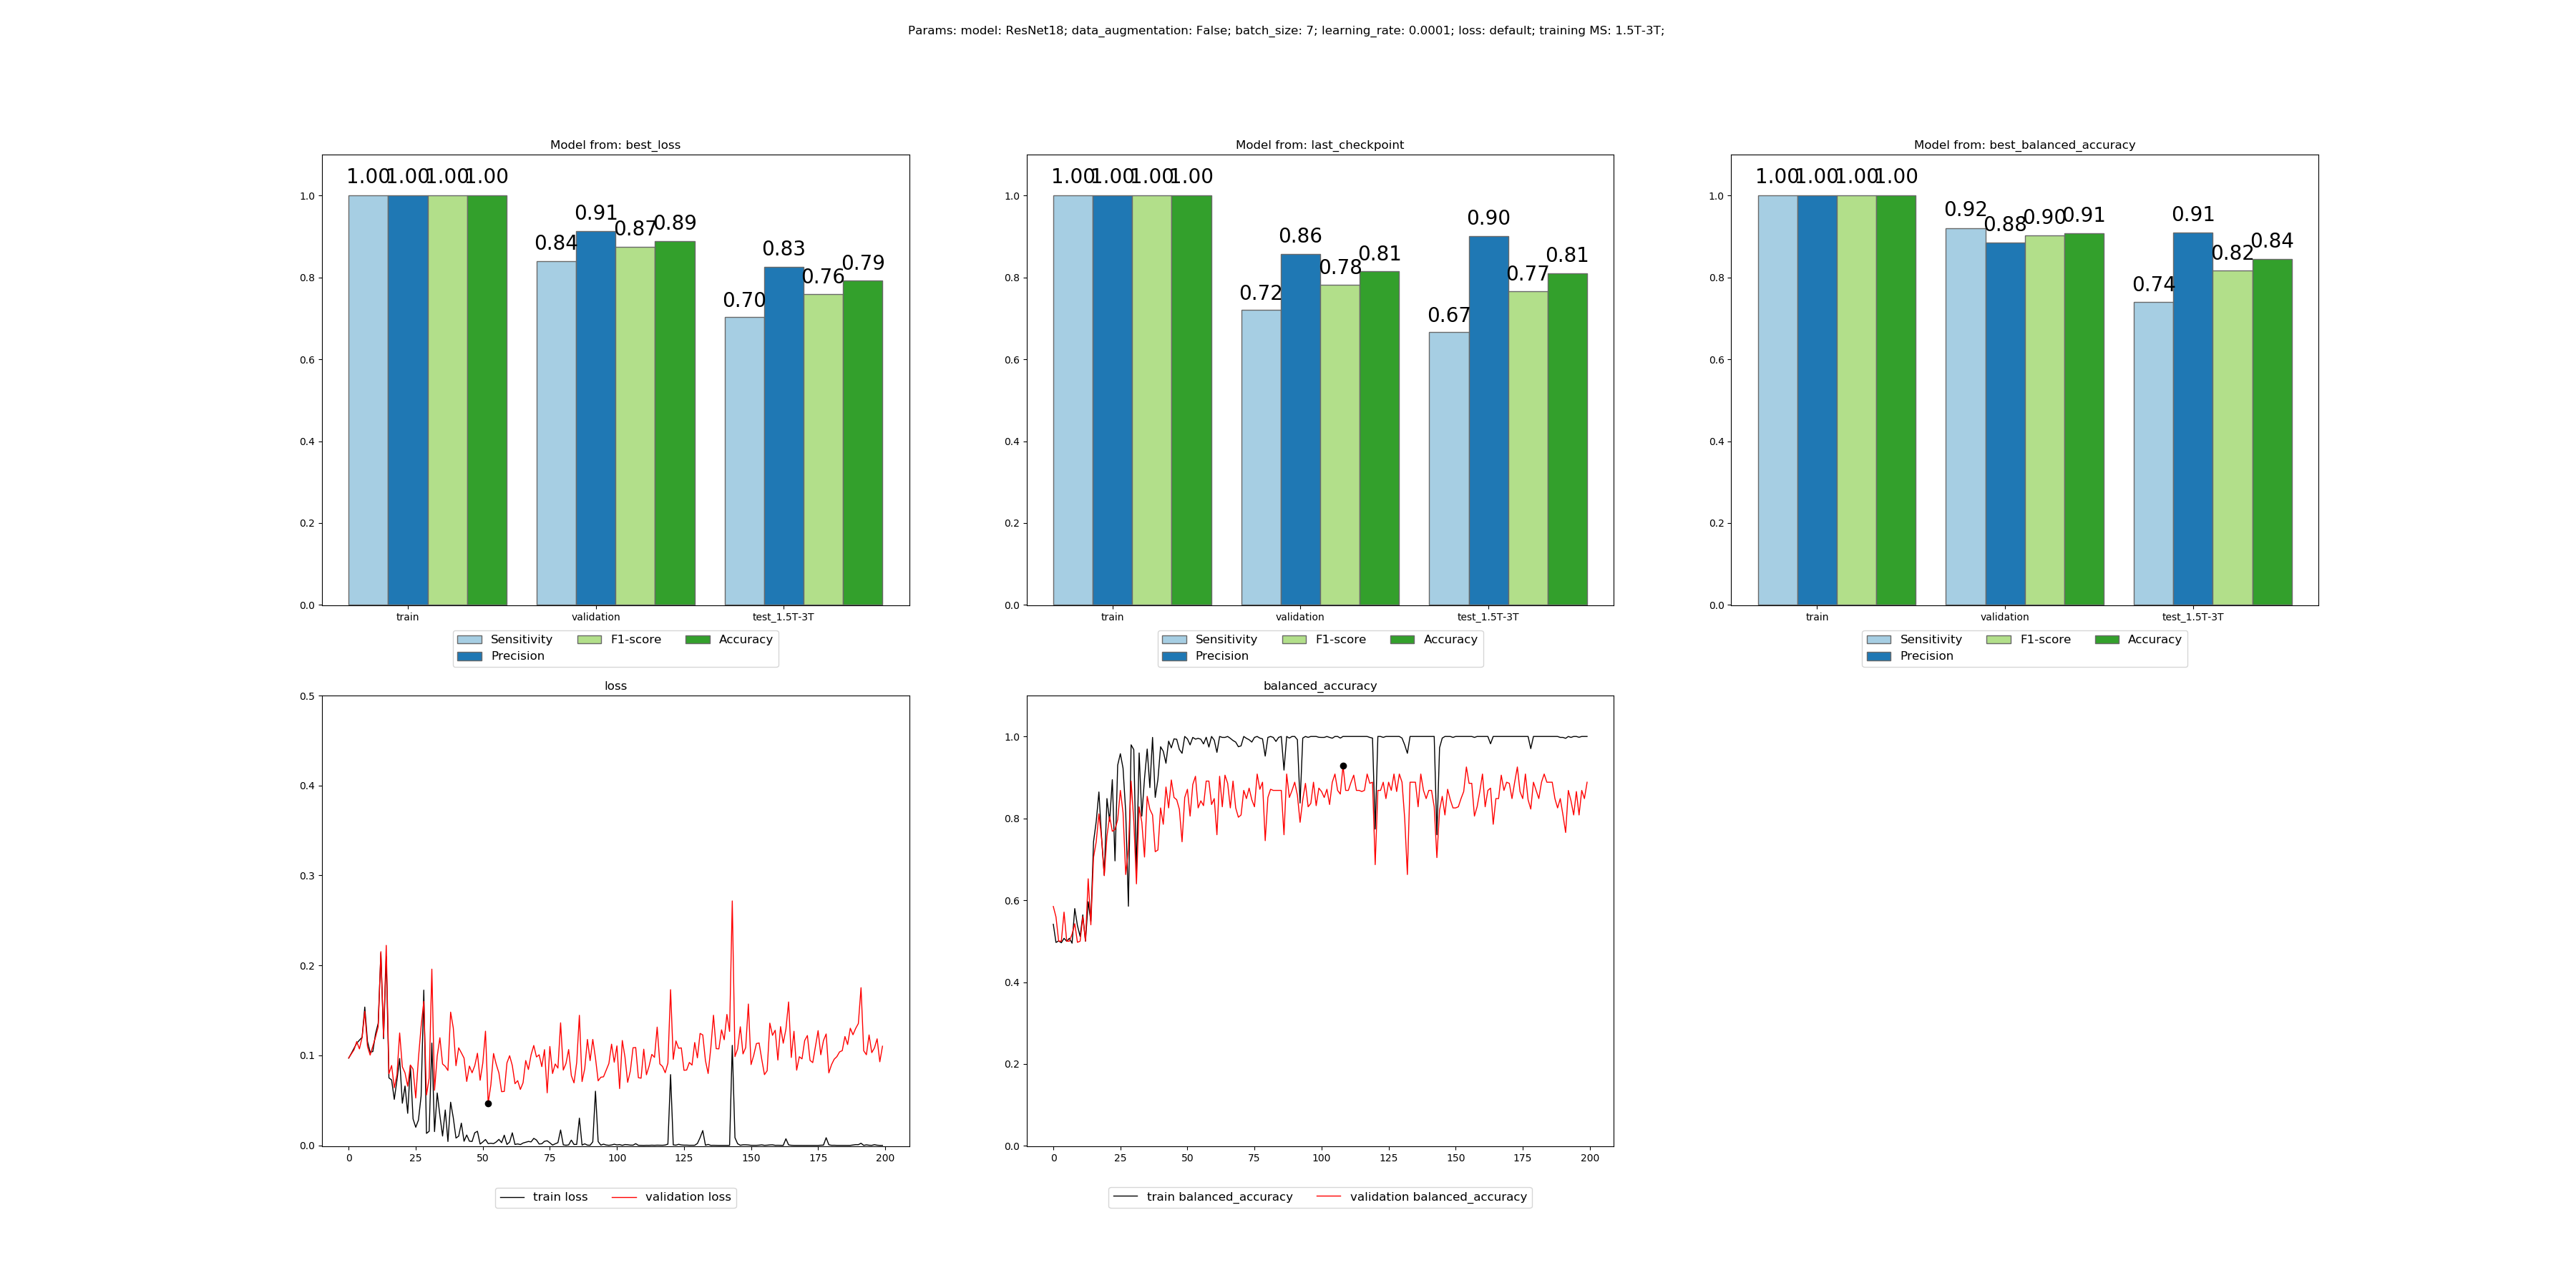 Params: model: ResNet18; data_augmentation: False; batch_size: 7; learning_rate: 0.0001; loss: default; training MS: 1.5T-3T;
Model from: best_loss
1.00 1.00 1.00 1.00
0.84 0.91 0.87 0.89
0.70 0.83 0.76 0.79
1.0
0.8
0.6
0.4
0.2
0.0
train validation test_1.5T-3T
Sensitivity F1-score Accuracy
Precision
Model from: last_checkpoint
1.00 1.00 1.00 1.00
0.72 0.86 0.78 0.81
0.67 0.90 0.77 0.81
1.0
0.8
0.6
0.4
0.2
0.0
train validation test_1.5T-3T
Sensitivity F1-score Accuracy
Precision
Model from: best_balanced_accuracy
1.00 1.00 1.00 1.00
0.92 0.88 0.90 0.91
0.74 0.91 0.82 0.84
1.0
0.8
0.6
0.4
0.2
0.0
train validation test_1.5T-3T
Sensitivity F1-score Accuracy
Precision
loss
0.5
0.4
0.3
0.2
0.1
0.0
0 25 50 75 100 125 150 175 200
train loss validation loss
balanced_accuracy
1.0
0.8
0.6
0.4
0.2
0.0
0 25 50 75 100 125 150 175 200
train balanced_accuracy validation balanced_accuracy